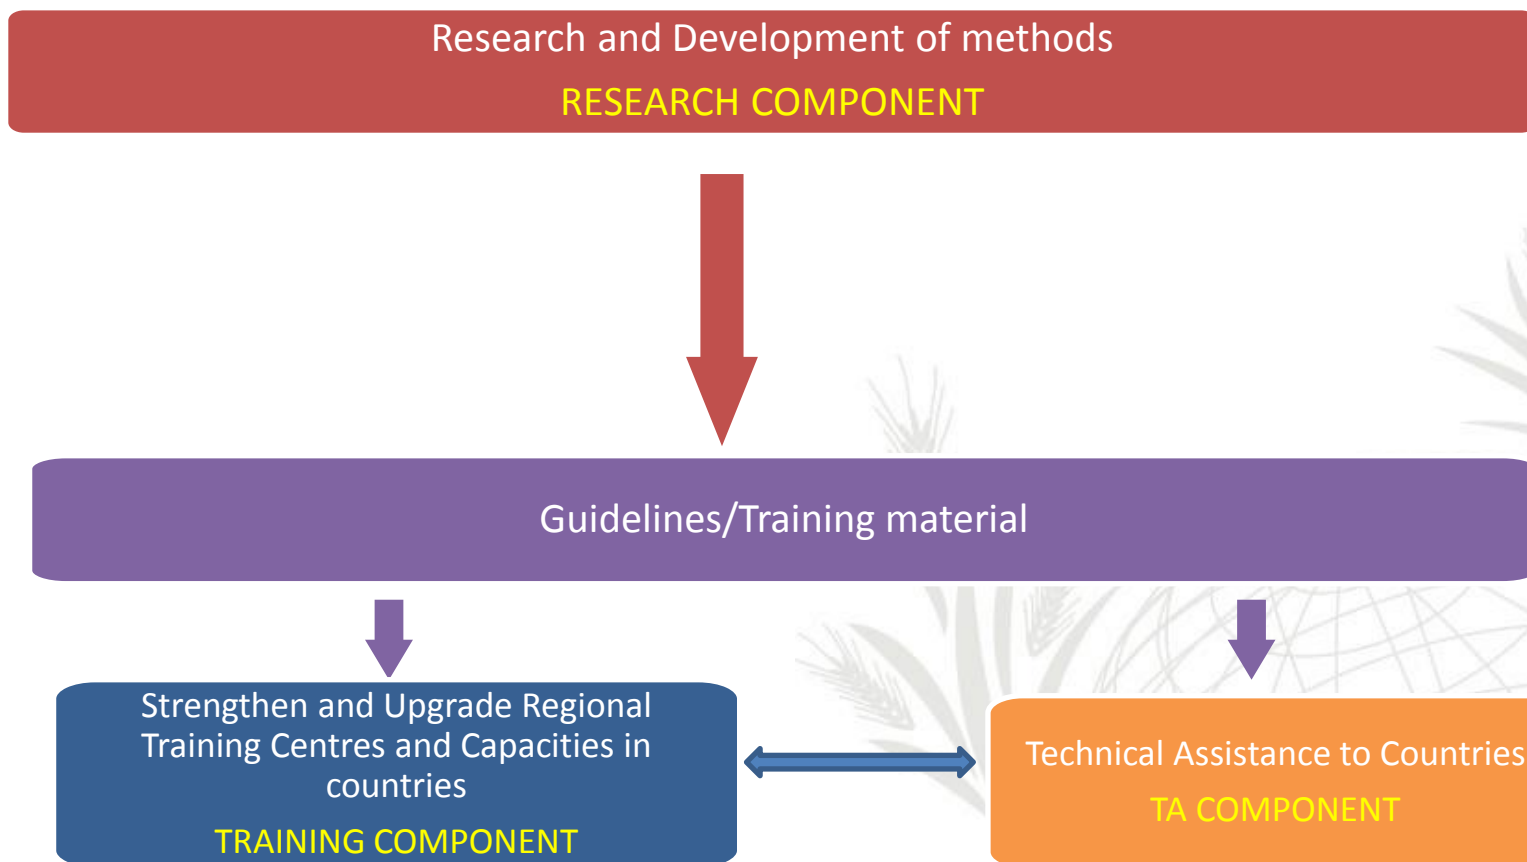 Research and Development of methods
RESEARCH COMPONENT
Guidelines/Training material
Strengthen and Upgrade Regional
Training Centres and Capacities in
countries
TRAINING COMPONENT
Technical Assistance to Countries
TA COMPONENT